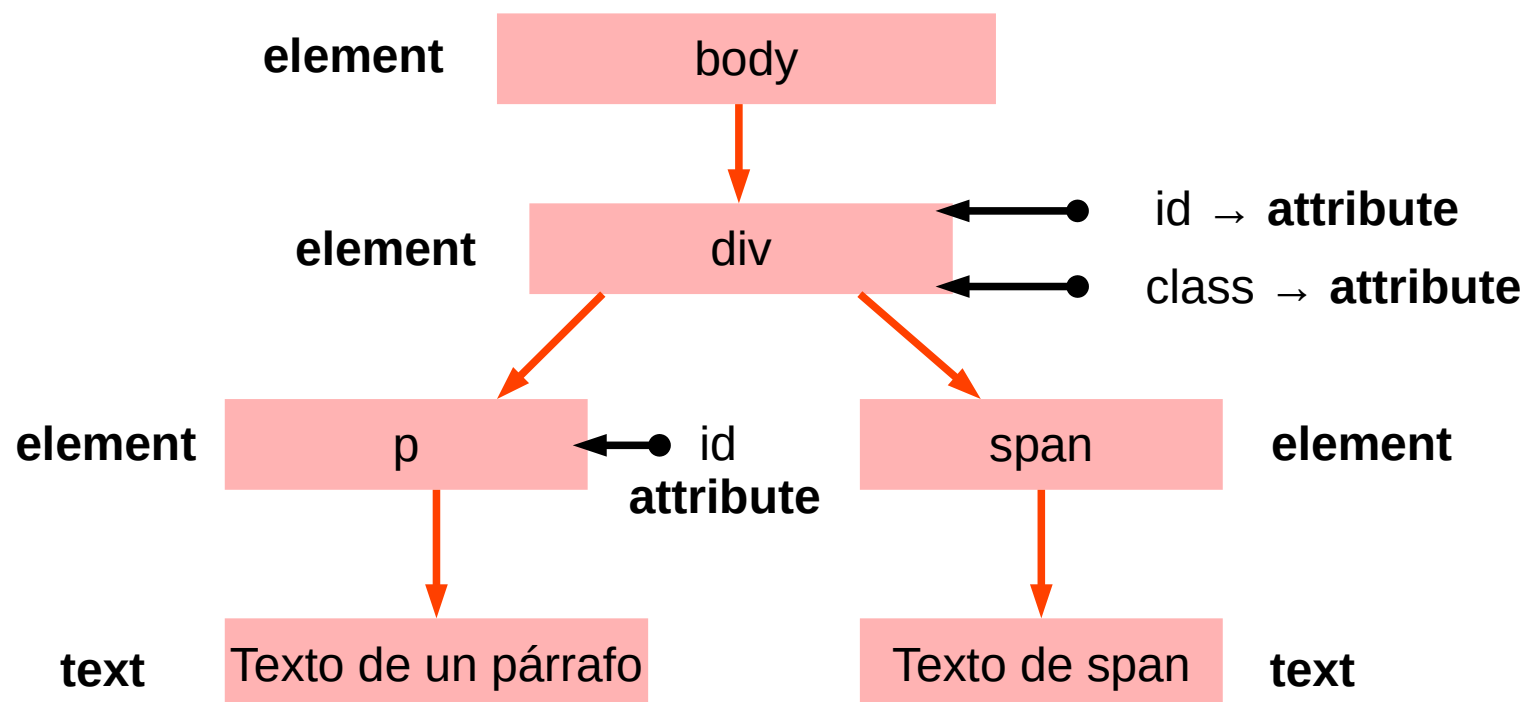 element body
element div id → attribute
class → attribute
element p id span element
attribute
text Texto de un párrafo Texto de span text